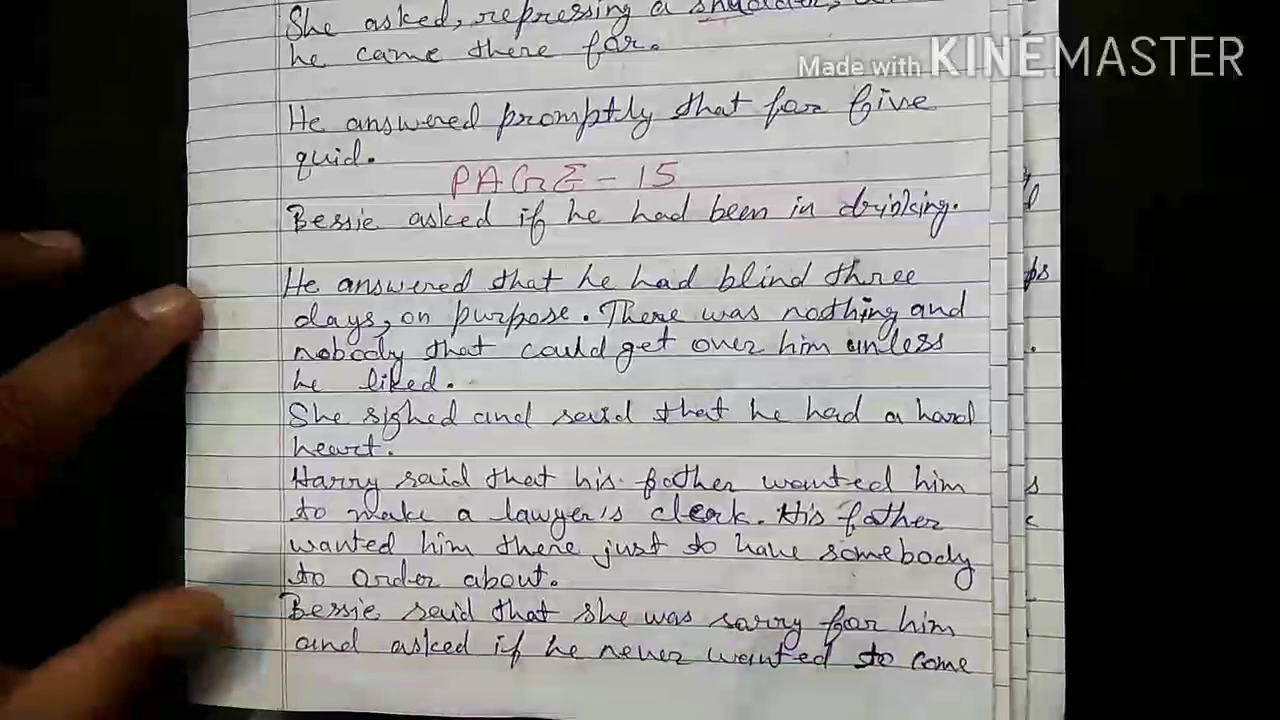 She asked, repressing a shudder,
he came there for.
Made with KINEMASTER
He answered promptly that for five
quid.
PAGE - 15
Bessie asked if he had been in drinking.
He answered that he had blind three
days, on purpose. There was nothing and
nobody that could get over him unless
he liked.
She sighed and said that he had a hard
heart.
Harry said that his father wanted him
to make a lawyer's clerk. His father
wanted him there just to have somebody
to order about.
Bessie said that she was sorry for him
and asked if he never wanted to come